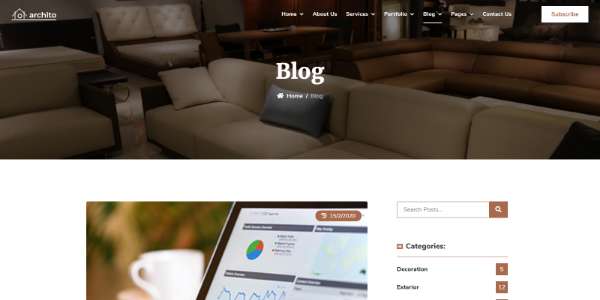 archito
Home
About Us
Services
Portfolio
Blog
Pages
Contact Us
Subscribe
Blog
Home / Blog
15/2/2020
Search Posts...
Categories:
Decoration 5
Exterior 17